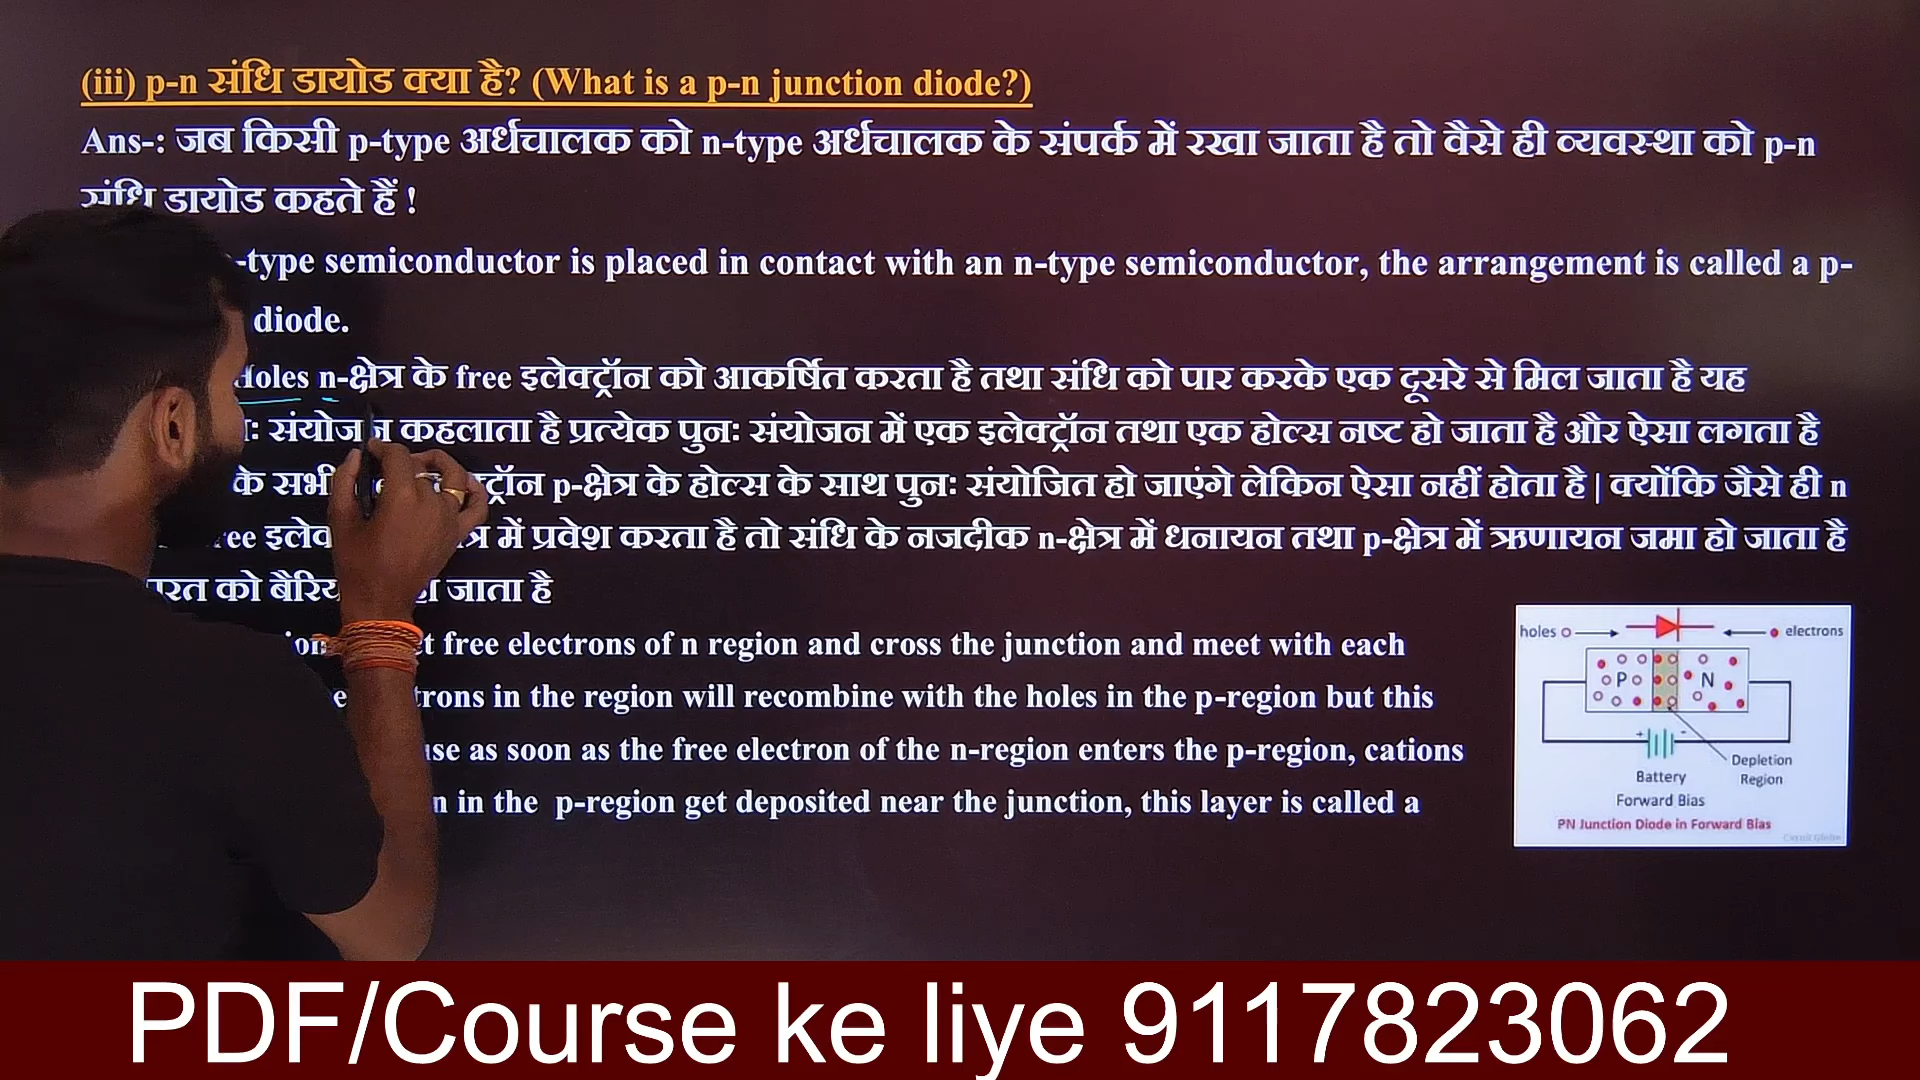 (iii) p-n संधि डायोड क्या है? (What is a p-n junction diode?)
Ans-: जब किसी p-type अर्धचालक को n-type अर्धचालक के संपर्क में रखा जाता है तो वैसे ही व्यवस्था को p-n
संधि डायोड कहते हैं !
-type semiconductor is placed in contact with an n-type semiconductor, the arrangement is called a p-
diode.
Holes n-क्षेत्र के free इलेक्ट्रॉन को आकर्षित करता है तथा संधि को पार करके एक दूसरे से मिल जाता है यह
संयोजन कहलाता है प्रत्येक पुनः संयोजन में एक इलेक्ट्रॉन तथा एक होल्स नष्ट हो जाता है और ऐसा लगता है
के सभी p-क्षेत्र के होल्स के साथ पुनः संयोजित हो जाएंगे लेकिन ऐसा नहीं होता है | क्योंकि जैसे ही n
में प्रवेश करता है तो संधि के नजदीक n-क्षेत्र में धनायन तथा p-क्षेत्र में ऋणायन जमा हो जाता है
को जाता है
free electrons of n region and cross the junction and meet with each
in the region will recombine with the holes in the p-region but this
as soon as the free electron of the n-region enters the p-region, cations
in the p-region get deposited near the junction, this layer is called a
holes electrons
P N
+ -
Depletion
Region
Battery
Forward Bias
PN Junction Diode in Forward Bias
Circuit Globe
PDF/Course ke liye 9117823062